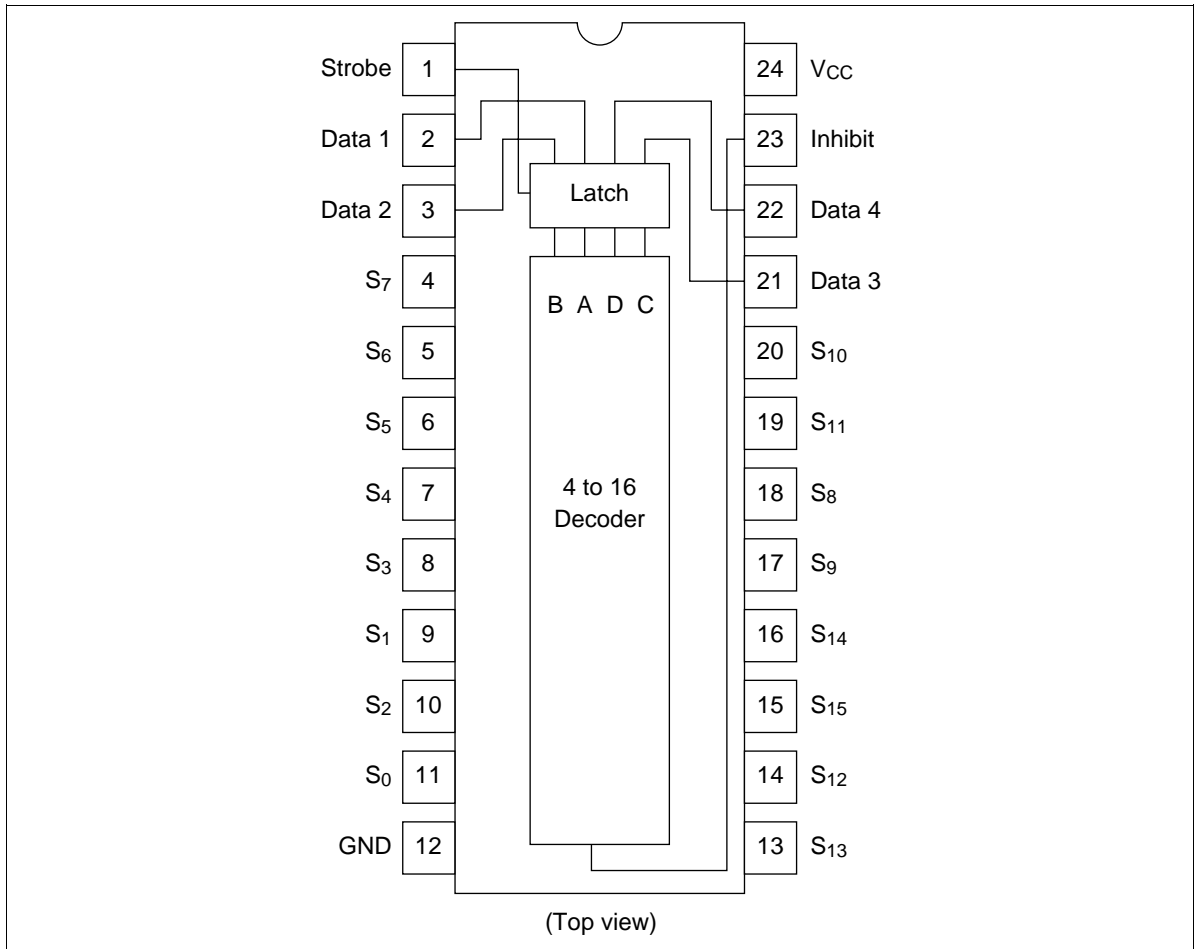 Strobe 1
Data 1 2
Data 2 3
S7 4
S6 5
S5 6
S4 7
S3 8
S1 9
S2 10
S0 11
GND 12
Latch
B A D C
4 to 16
Decoder
24 VCC
23 Inhibit
22 Data 4
21 Data 3
20 S10
19 S11
18 S8
17 S9
16 S14
15 S15
14 S12
13 S13
(Top view)